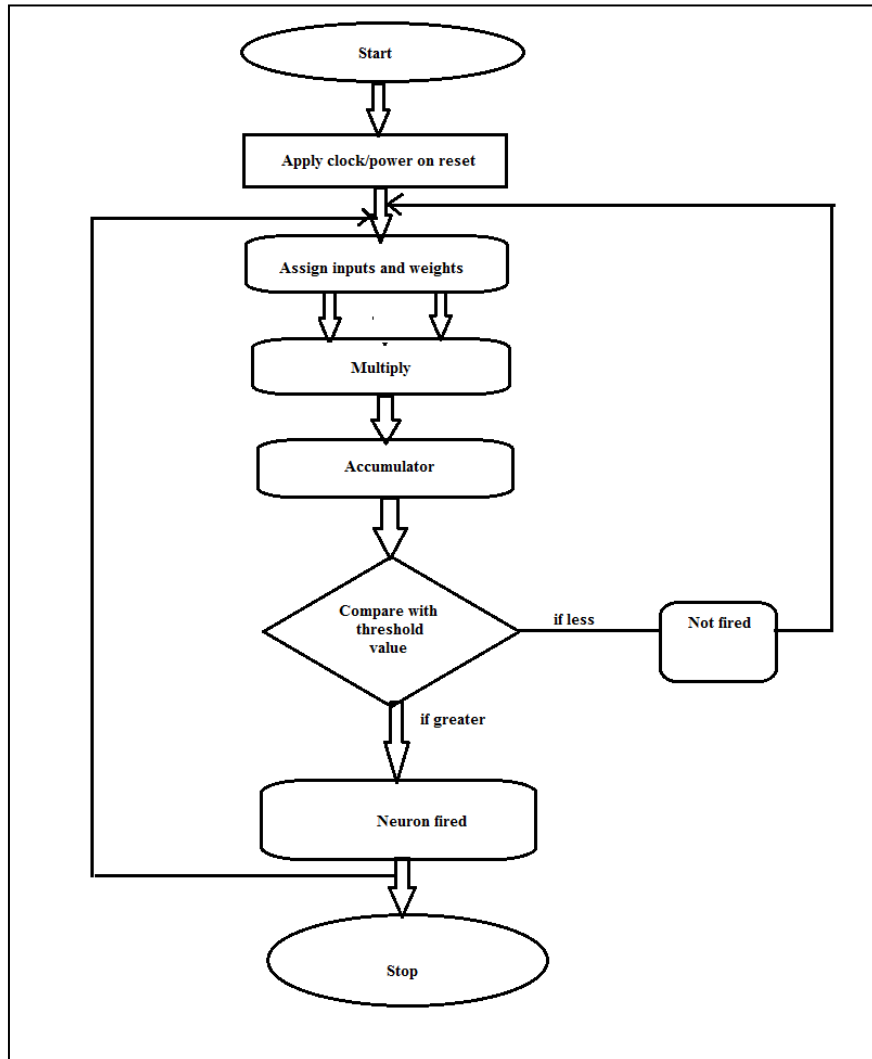 Start
Apply clock/power on reset
Assign inputs and weights
Multiply
Accumulator
Compare with
threshold
value
if less
Not fired
if greater
Neuron fired
Stop